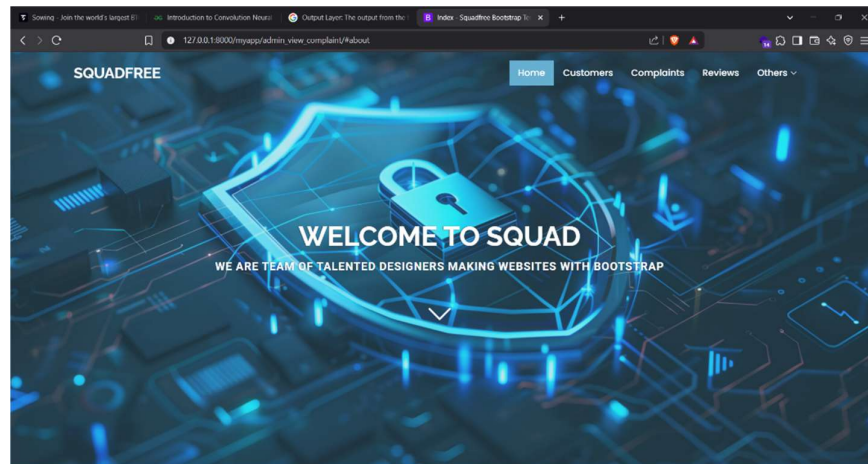 Sowing - Join the world's largest BT
Introduction to Convolution Neural
Output Layer: The output from the
Index - Squadfree Bootstrap Te
127.0.0.1:8000/myapp/admin_view_complaint/#about
14
SQUADFREE
Home Customers Complaints Reviews Others
WELCOME TO SQUAD
WE ARE TEAM OF TALENTED DESIGNERS MAKING WEBSITES WITH BOOTSTRAP